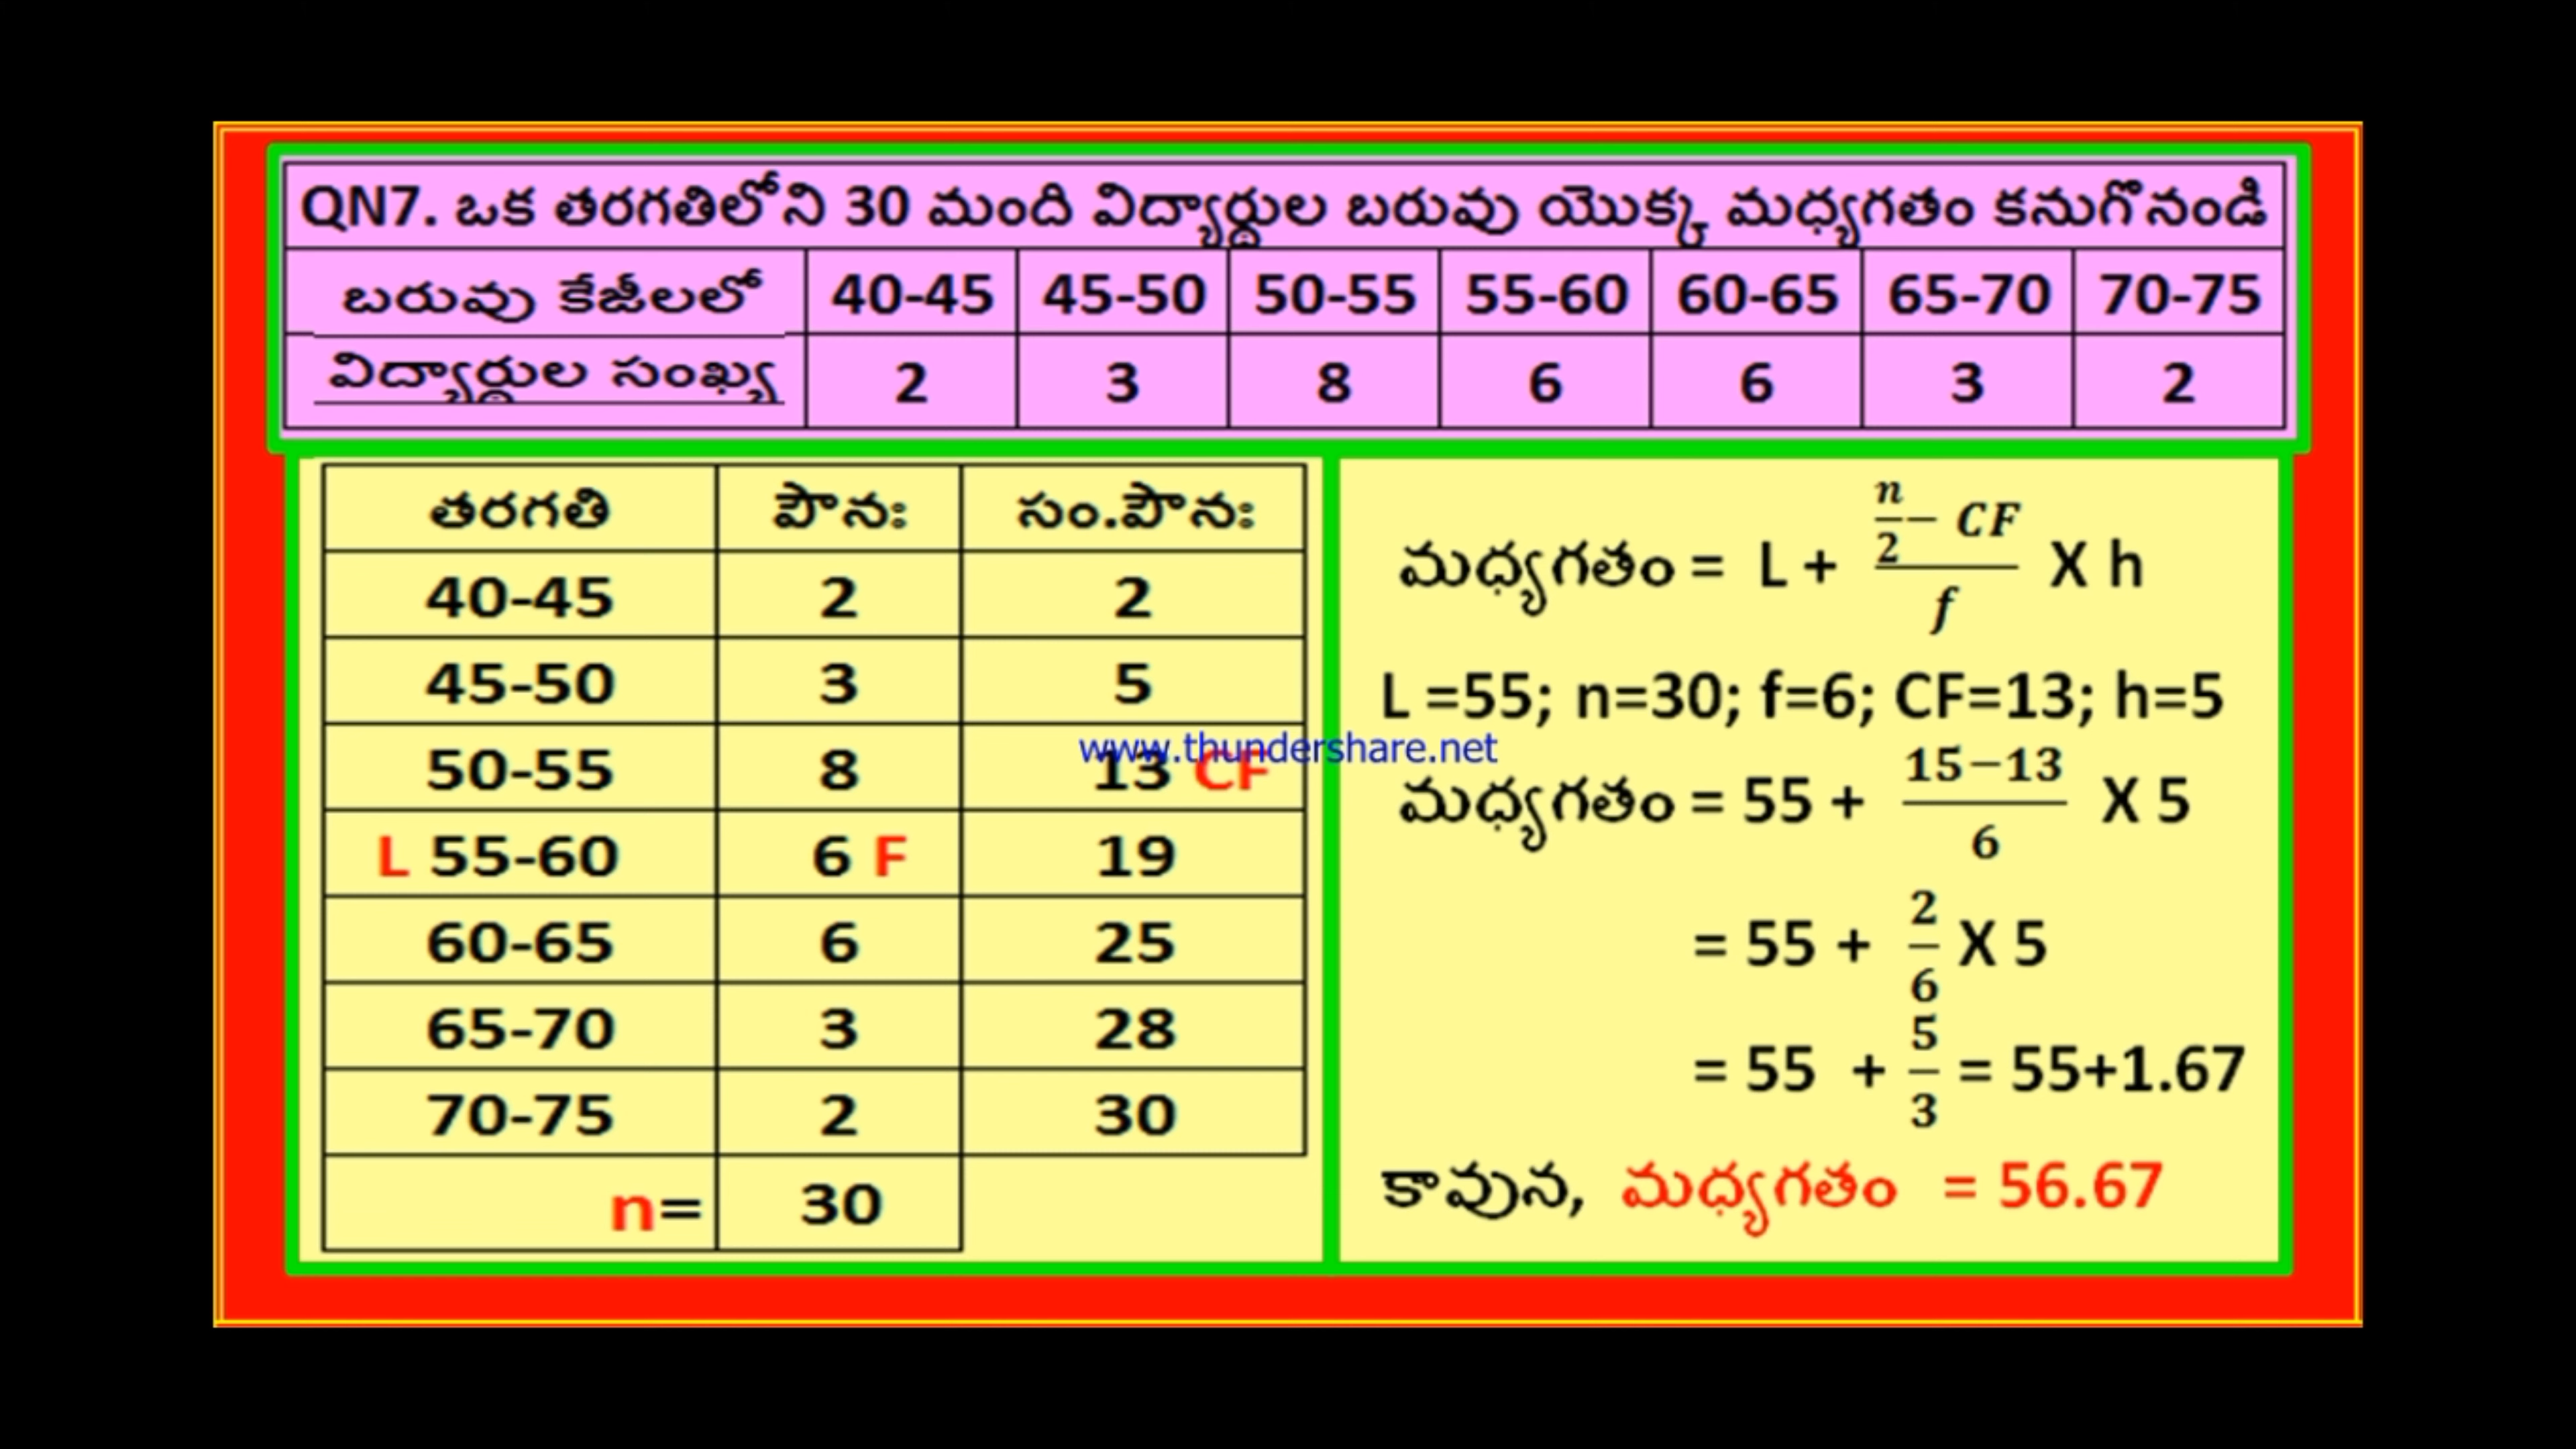 QN7. ఒక తరగతిలోని 30 మంది విద్యార్థుల బరువు యొక్క మధ్యగతం కనుగొనండి
బరువు కేజీలలో 40-45 45-50 50-55 55-60 60-65 65-70 70-75
విద్యార్థుల సంఖ్య 2 3 8 6 6 3 2
తరగతి పౌనః సం.పౌనః
40-45 2 2
45-50 3 5
50-55 8 13 CF
L 55-60 6 F 19
60-65 6 25
65-70 3 28
70-75 2 30
n= 30
www.thundershare.net
మధ్యగతం = L + (n/2 − CF)/f X h
L =55; n=30; f=6; CF=13; h=5
మధ్యగతం = 55 + (15−13)/6 X 5
= 55 + 2/6 X 5
= 55 + 5/3 = 55+1.67
కావున, మధ్యగతం = 56.67